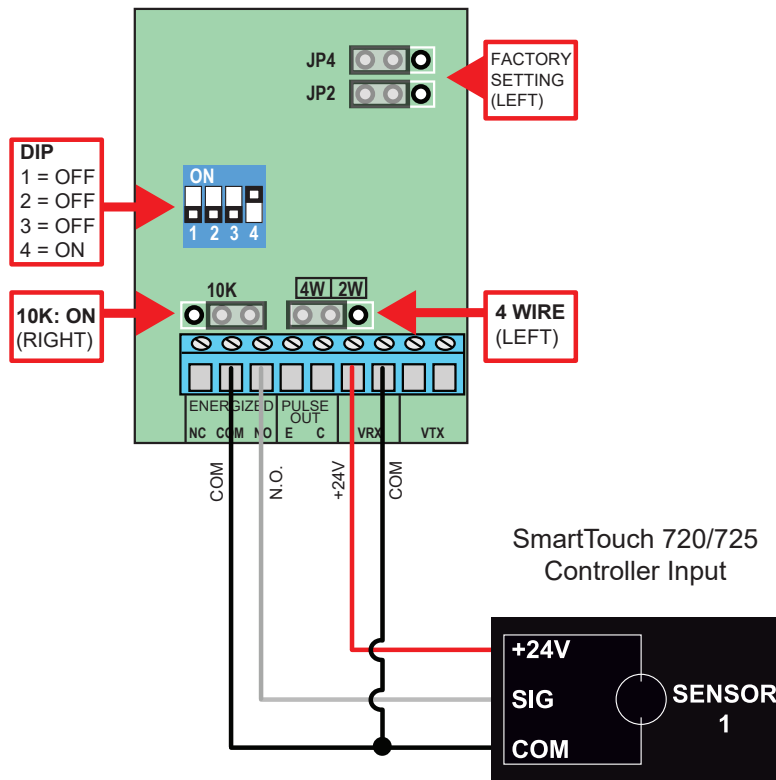 JP4
JP2
FACTORY
SETTING
(LEFT)
DIP
1 = OFF
2 = OFF
3 = OFF
4 = ON
ON
1 2 3 4
10K: ON
(RIGHT)
10K
4W 2W
4 WIRE
(LEFT)
ENERGIZED
PULSE
OUT
NC COM NO E C VRX VTX
COM
N.O.
+24V
COM
SmartTouch 720/725
Controller Input
+24V
SIG
COM
SENSOR
1